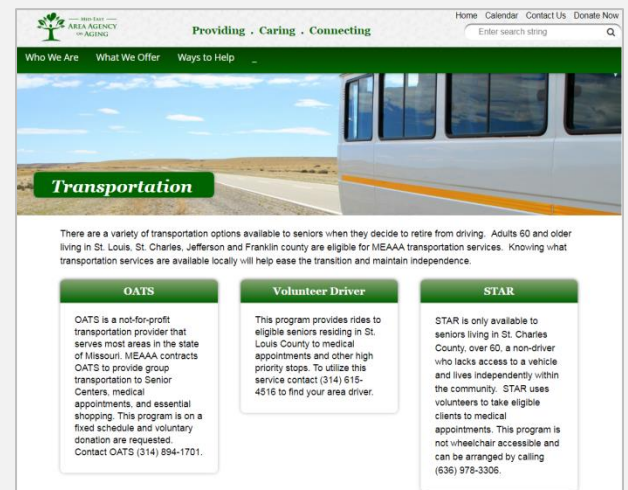 Home Calendar Contact Us Donate Now
MID-EAST
AREA AGENCY
ON AGING
Providing . Caring . Connecting
Enter search string
Who We Are What We Offer Ways to Help _
Transportation
There are a variety of transportation options available to seniors when they decide to retire from driving. Adults 60 and older
living in St. Louis, St. Charles, Jefferson and Franklin county are eligible for MEAAA transportation services. Knowing what
transportation services are available locally will help ease the transition and maintain independence.
OATS
OATS is a not-for-profit
transportation provider that
serves most areas in the state
of Missouri. MEAAA contracts
OATS to provide group
transportation to Senior
Centers, medical
appointments, and essential
shopping. This program is on a
fixed schedule and voluntary
donation are requested.
Contact OATS (314) 894-1701.
Volunteer Driver
This program provides rides to
eligible seniors residing in St.
Louis County to medical
appointments and other high
priority stops. To utilize this
service contact (314) 615-
4516 to find your area driver.
STAR
STAR is only available to
seniors living in St. Charles
County, over 60, a non-driver
who lacks access to a vehicle
and lives independently within
the community. STAR uses
volunteers to take eligible
clients to medical
appointments. This program is
not wheelchair accessible and
can be arranged by calling
(636) 978-3306.